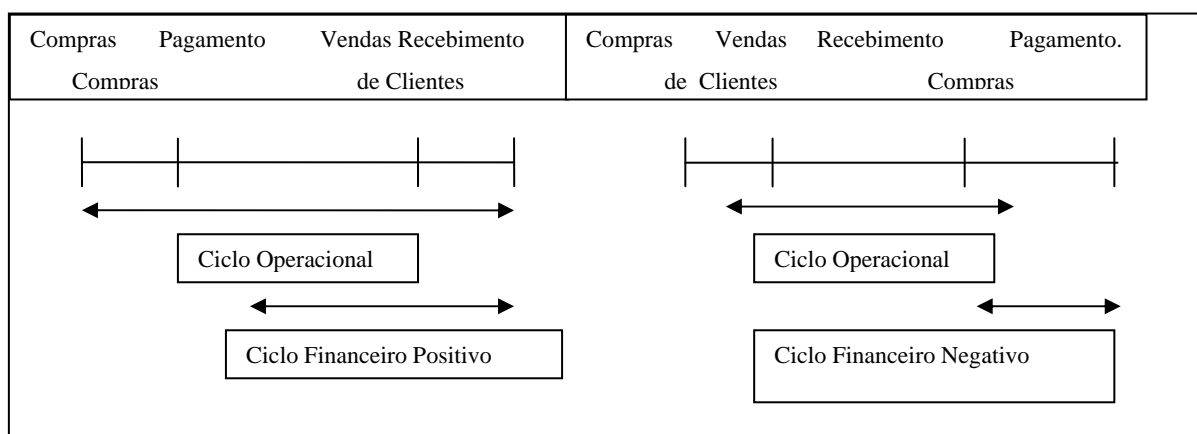 Compras Pagamento Vendas Recebimento
Compras de Clientes
Compras Vendas Recebimento Pagamento.
de Clientes Compras
Ciclo Operacional
Ciclo Financeiro Positivo
Ciclo Operacional
Ciclo Financeiro Negativo